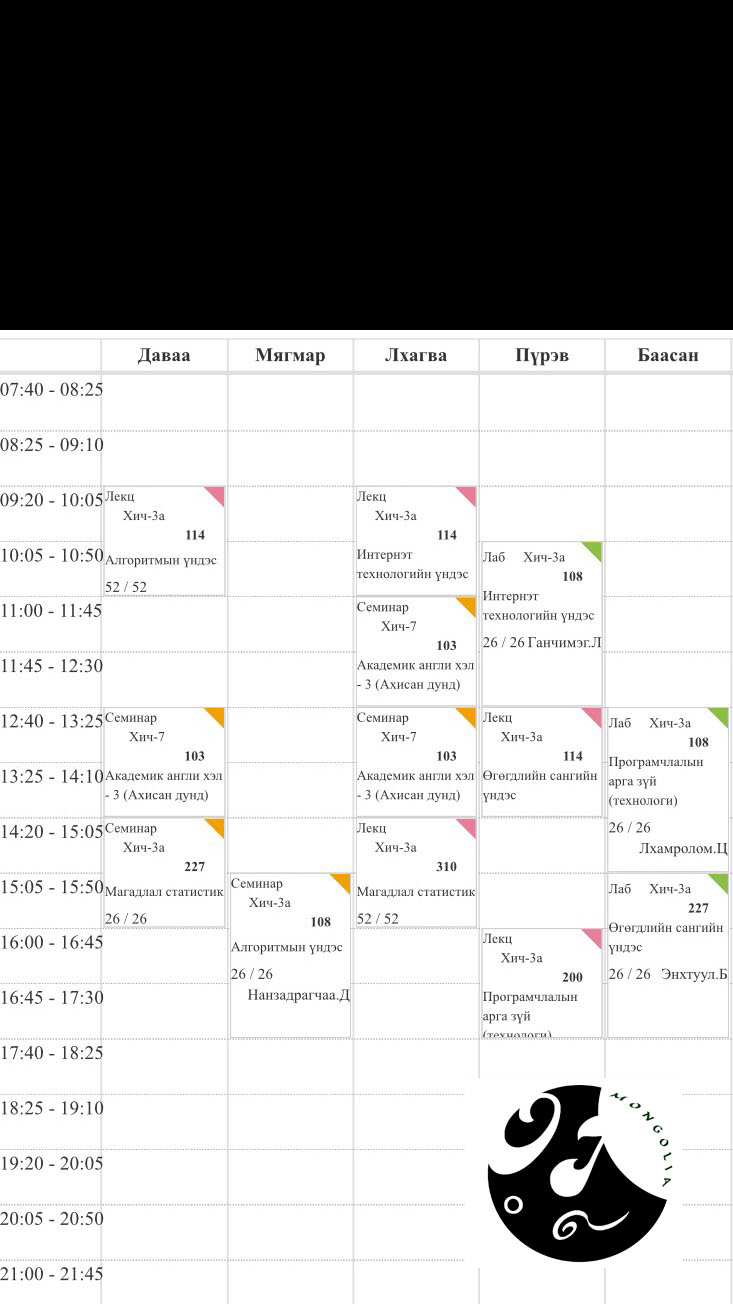 Даваа Мягмар Лхагва Пүрэв Баасан
07:40 - 08:25
08:25 - 09:10
09:20 - 10:05
10:05 - 10:50
11:00 - 11:45
11:45 - 12:30
12:40 - 13:25
13:25 - 14:10
14:20 - 15:05
15:05 - 15:50
16:00 - 16:45
16:45 - 17:30
17:40 - 18:25
18:25 - 19:10
19:20 - 20:05
20:05 - 20:50
21:00 - 21:45
Лекц
Хич-3а
114
Алгоритмын үндэс
52 / 52
Семинар
Хич-7
103
Академик англи хэл
- 3 (Ахисан дунд)
Семинар
Хич-3а
227
Магадлал статистик
26 / 26
Семинар
Хич-3а
108
Алгоритмын үндэс
26 / 26
Нанзадрагчаа.Д
Лекц
Хич-3а
114
Интернэт
технологийн үндэс
Семинар
Хич-7
103
Академик англи хэл
- 3 (Ахисан дунд)
Семинар
Хич-7
103
Академик англи хэл
- 3 (Ахисан дунд)
Лекц
Хич-3а
310
Магадлал статистик
52 / 52
Лаб Хич-3а
108
Интернэт
технологийн үндэс
26 / 26 Ганчимэг.Л
Лекц
Хич-3а
114
Өгөгдлийн сангийн
үндэс
Лекц
Хич-3а
200
Програмчлалын
арга зүй
(технологи)
Лаб Хич-3а
108
Програмчлалын
арга зүй
(технологи)
26 / 26
Лхамролом.Ц
Лаб Хич-3а
227
Өгөгдлийн сангийн
үндэс
26 / 26 Энхтуул.Б
MONGOLIA